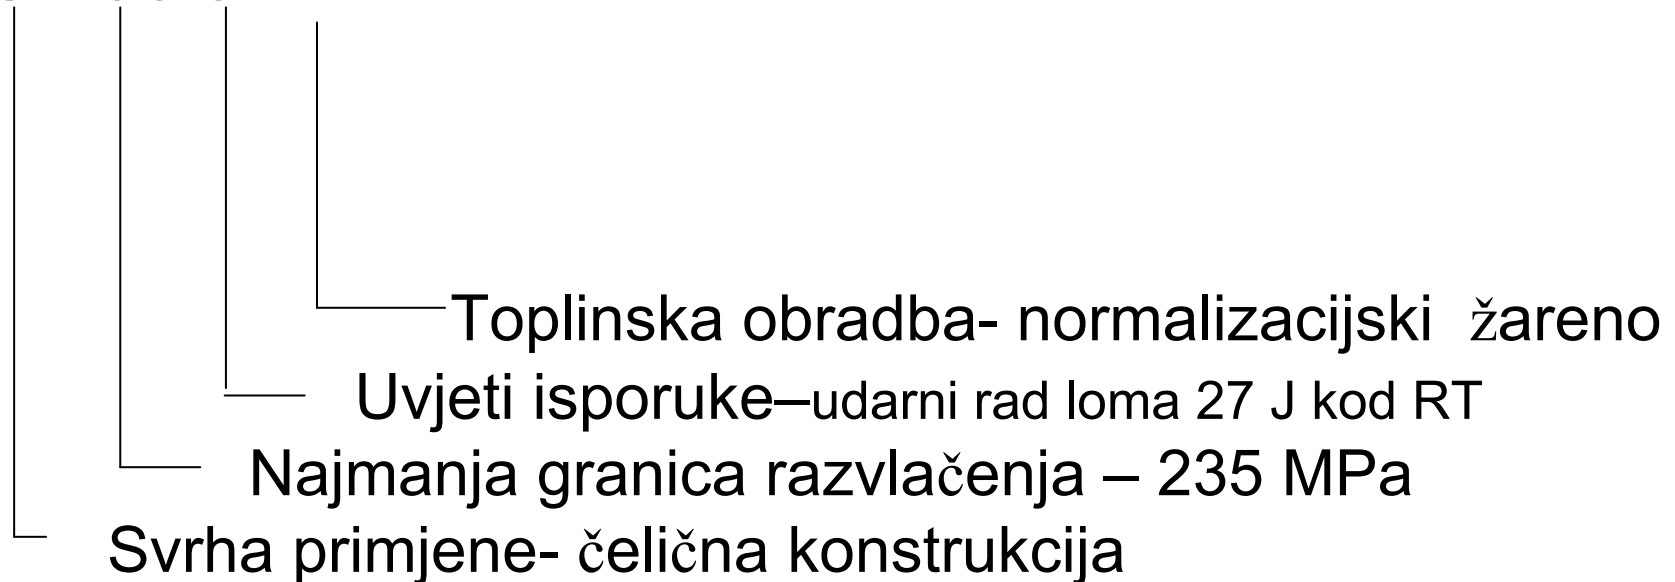 Toplinska obradba- normalizacijski žareno
Uvjeti isporuke–udarni rad loma 27 J kod RT
Najmanja granica razvlačenja – 235 MPa
Svrha primjene- čelična konstrukcija